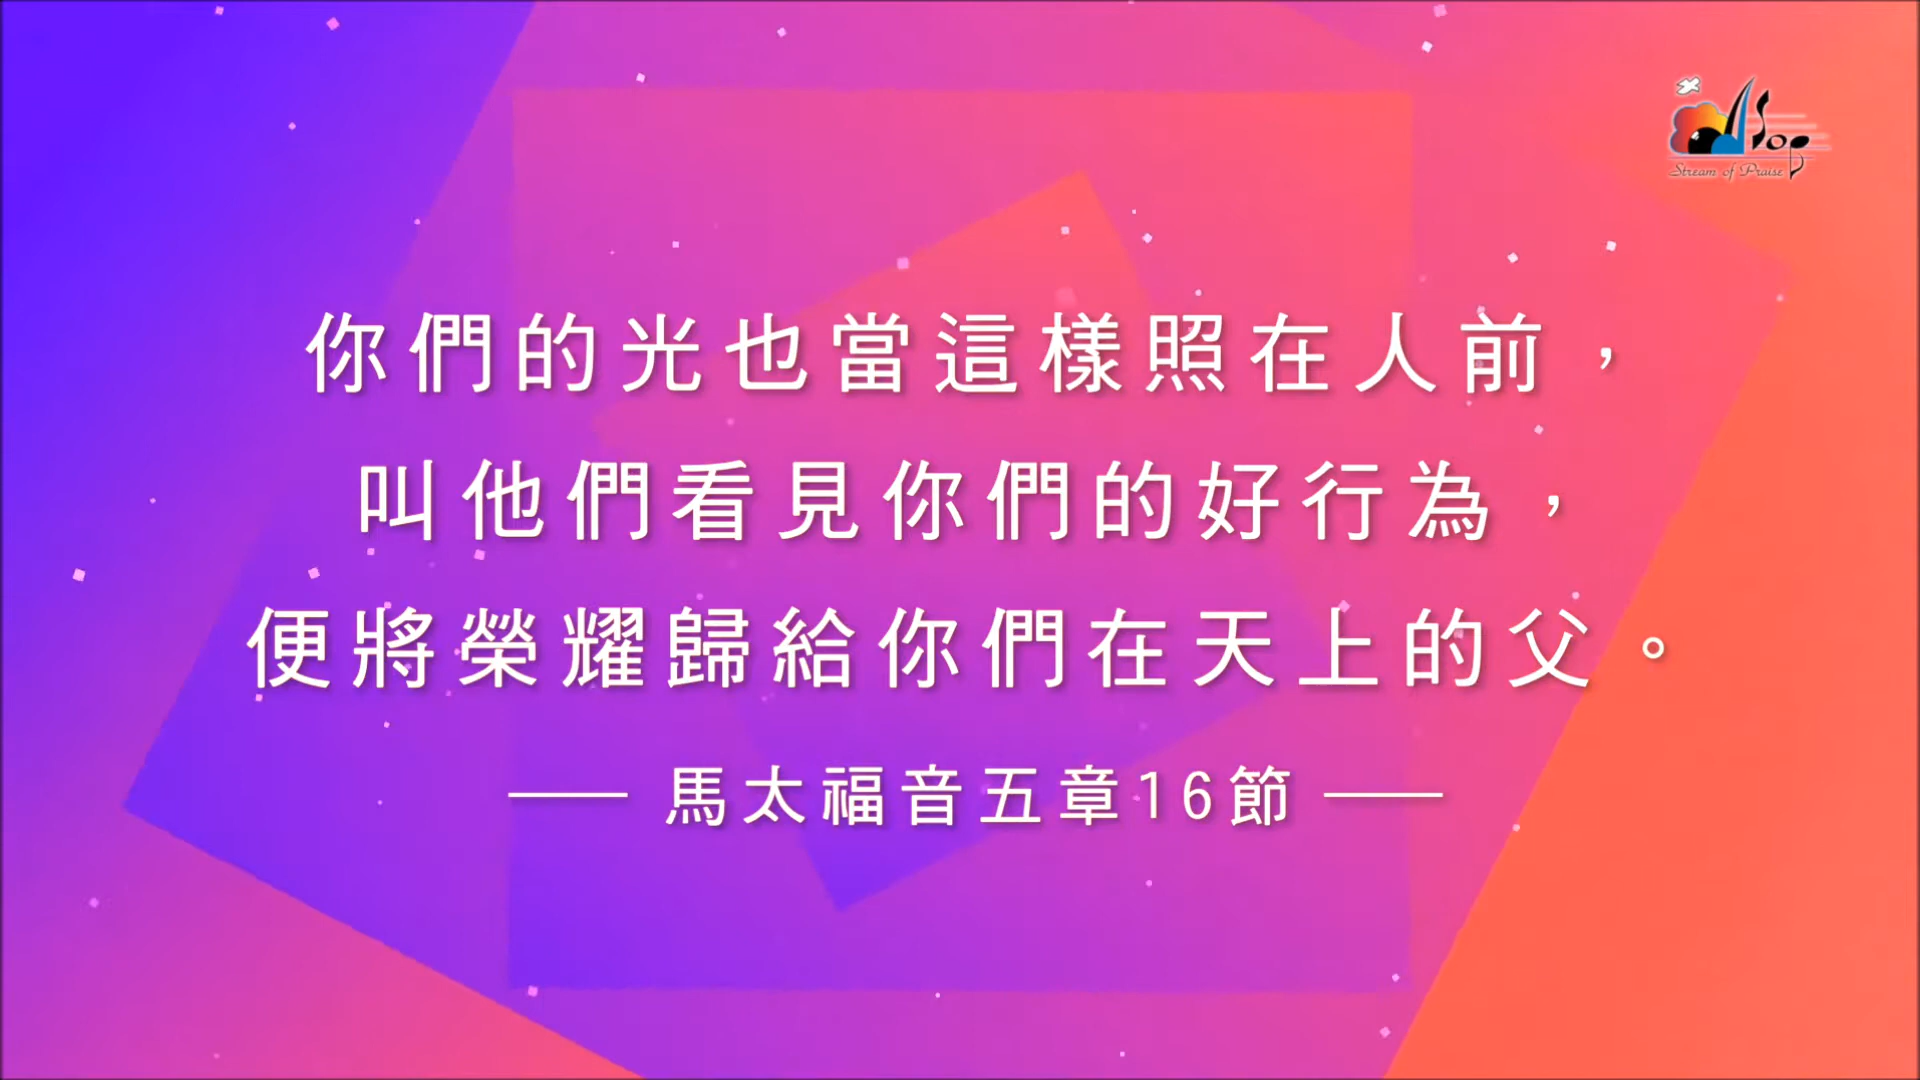 Sop
Stream of Praise
你們的光也當這樣照在人前，
叫他們看見你們的好行為，
便將榮耀歸給你們在天上的父。
—— 馬太福音五章16節 ——